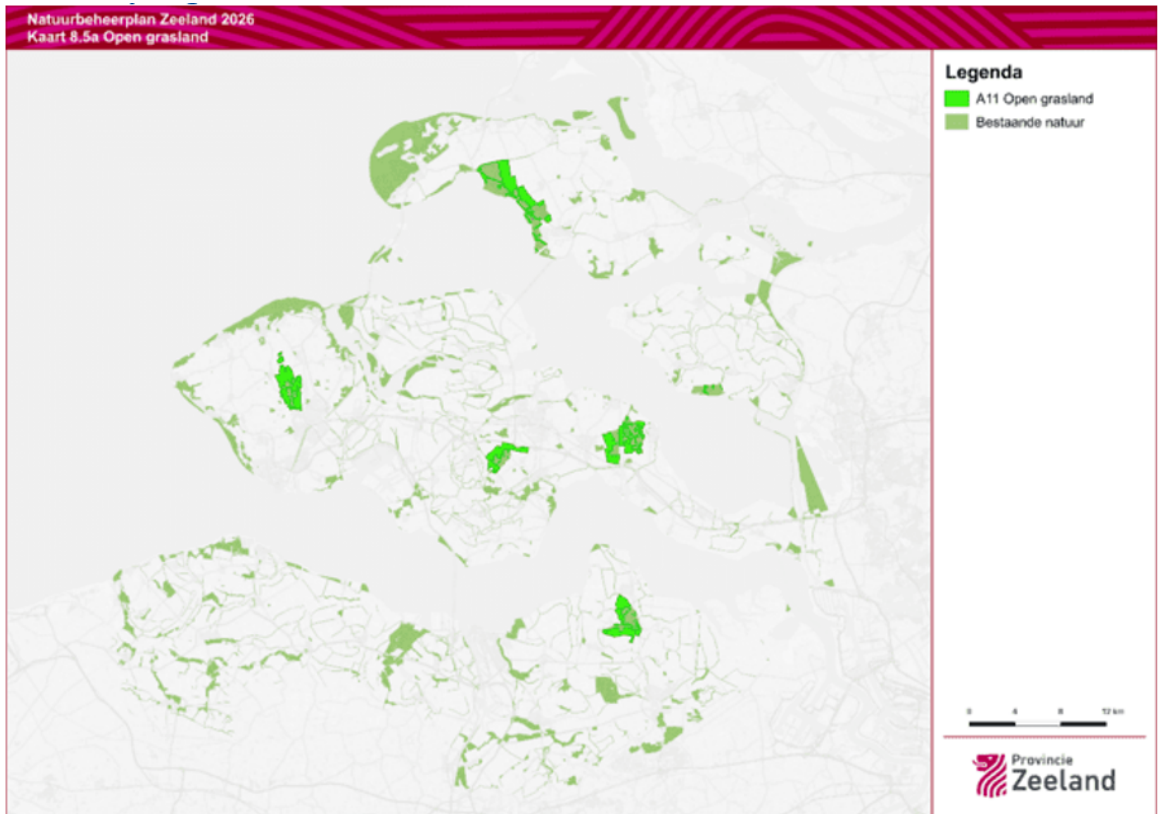 Natuurbeheerplan Zeeland 2026
Kaart 8.5a Open grasland
Legenda
A11 Open grasland
Bestaande natuur
0 4 8 12 km
Provincie
Zeeland